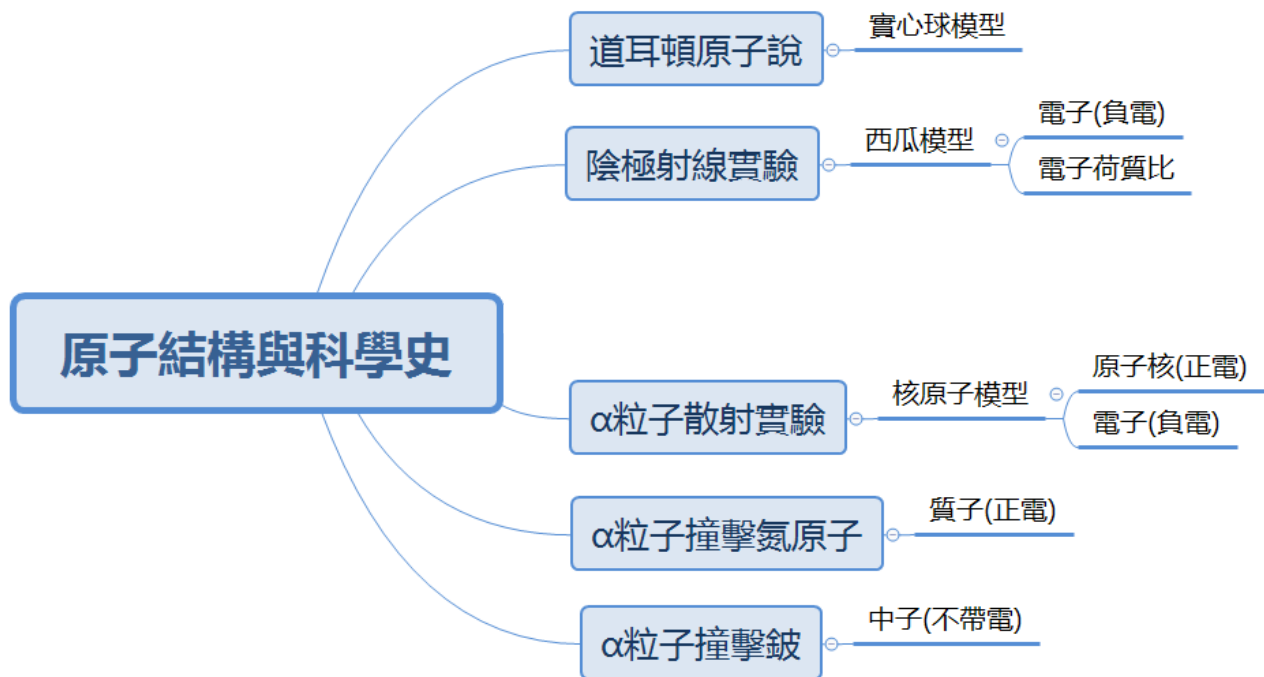 原子結構與科學史
道耳頓原子說
實心球模型
陰極射線實驗
西瓜模型
電子(負電)
電子荷質比
α粒子散射實驗
核原子模型
原子核(正電)
電子(負電)
α粒子撞擊氮原子
質子(正電)
α粒子撞擊鈹
中子(不帶電)